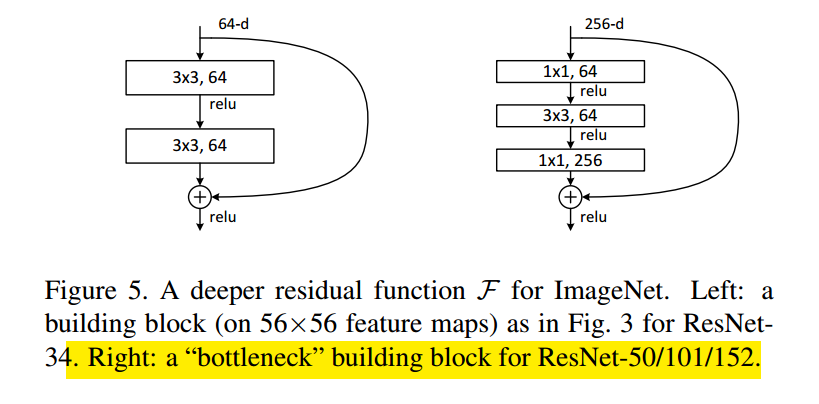 64-d
3x3, 64
relu
3x3, 64
+
relu
256-d
1x1, 64
relu
3x3, 64
relu
1x1, 256
+
relu
Figure 5. A deeper residual function F for ImageNet. Left: a
building block (on 56×56 feature maps) as in Fig. 3 for ResNet-
34. Right: a “bottleneck” building block for ResNet-50/101/152.